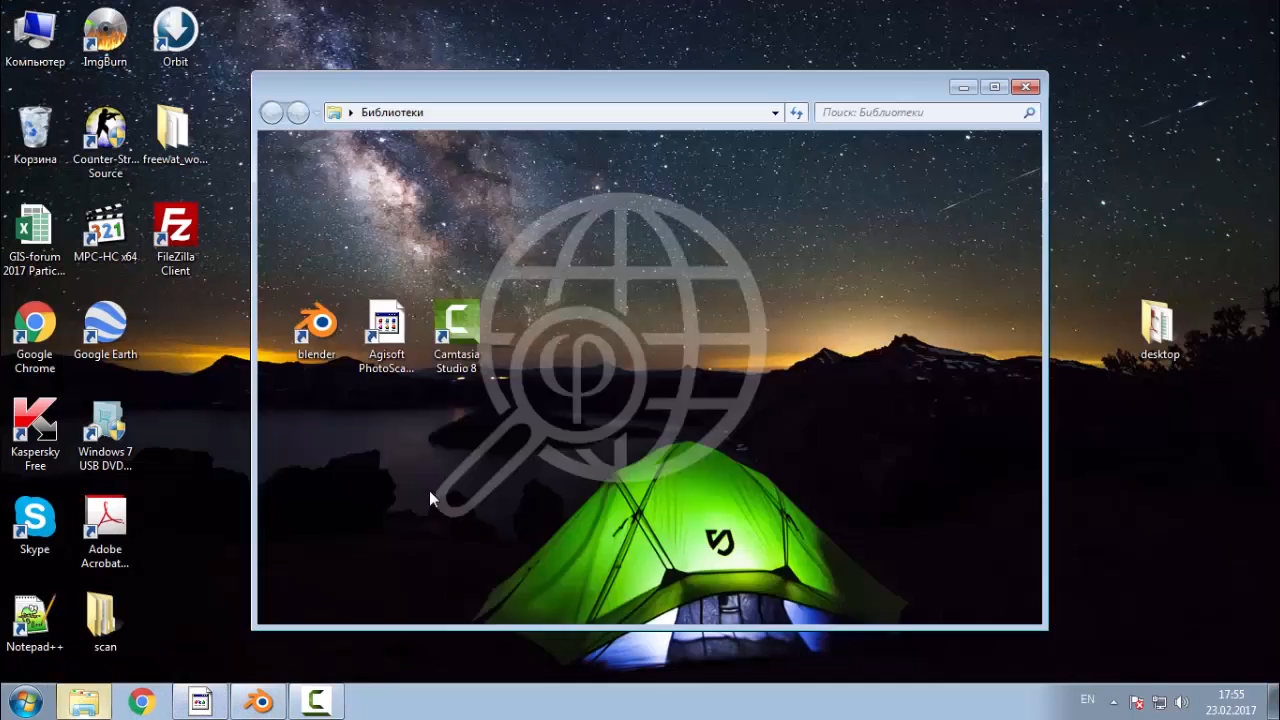 Компьютер
ImgBurn
Orbit
Библиотеки
Поиск: Библиотеки
Корзина
Counter-Str...
Source
freewat_wo...
321
GIS-forum
2017 Partic...
MPC-HC x64
FileZilla
Client
blender
Agisoft
PhotoSca...
Camtasia
Studio 8
desktop
Google
Chrome
Google Earth
Kaspersky
Free
Windows 7
USB DVD...
Skype
Adobe
Acrobat...
Notepad++
scan
EN
17:55
23.02.2017